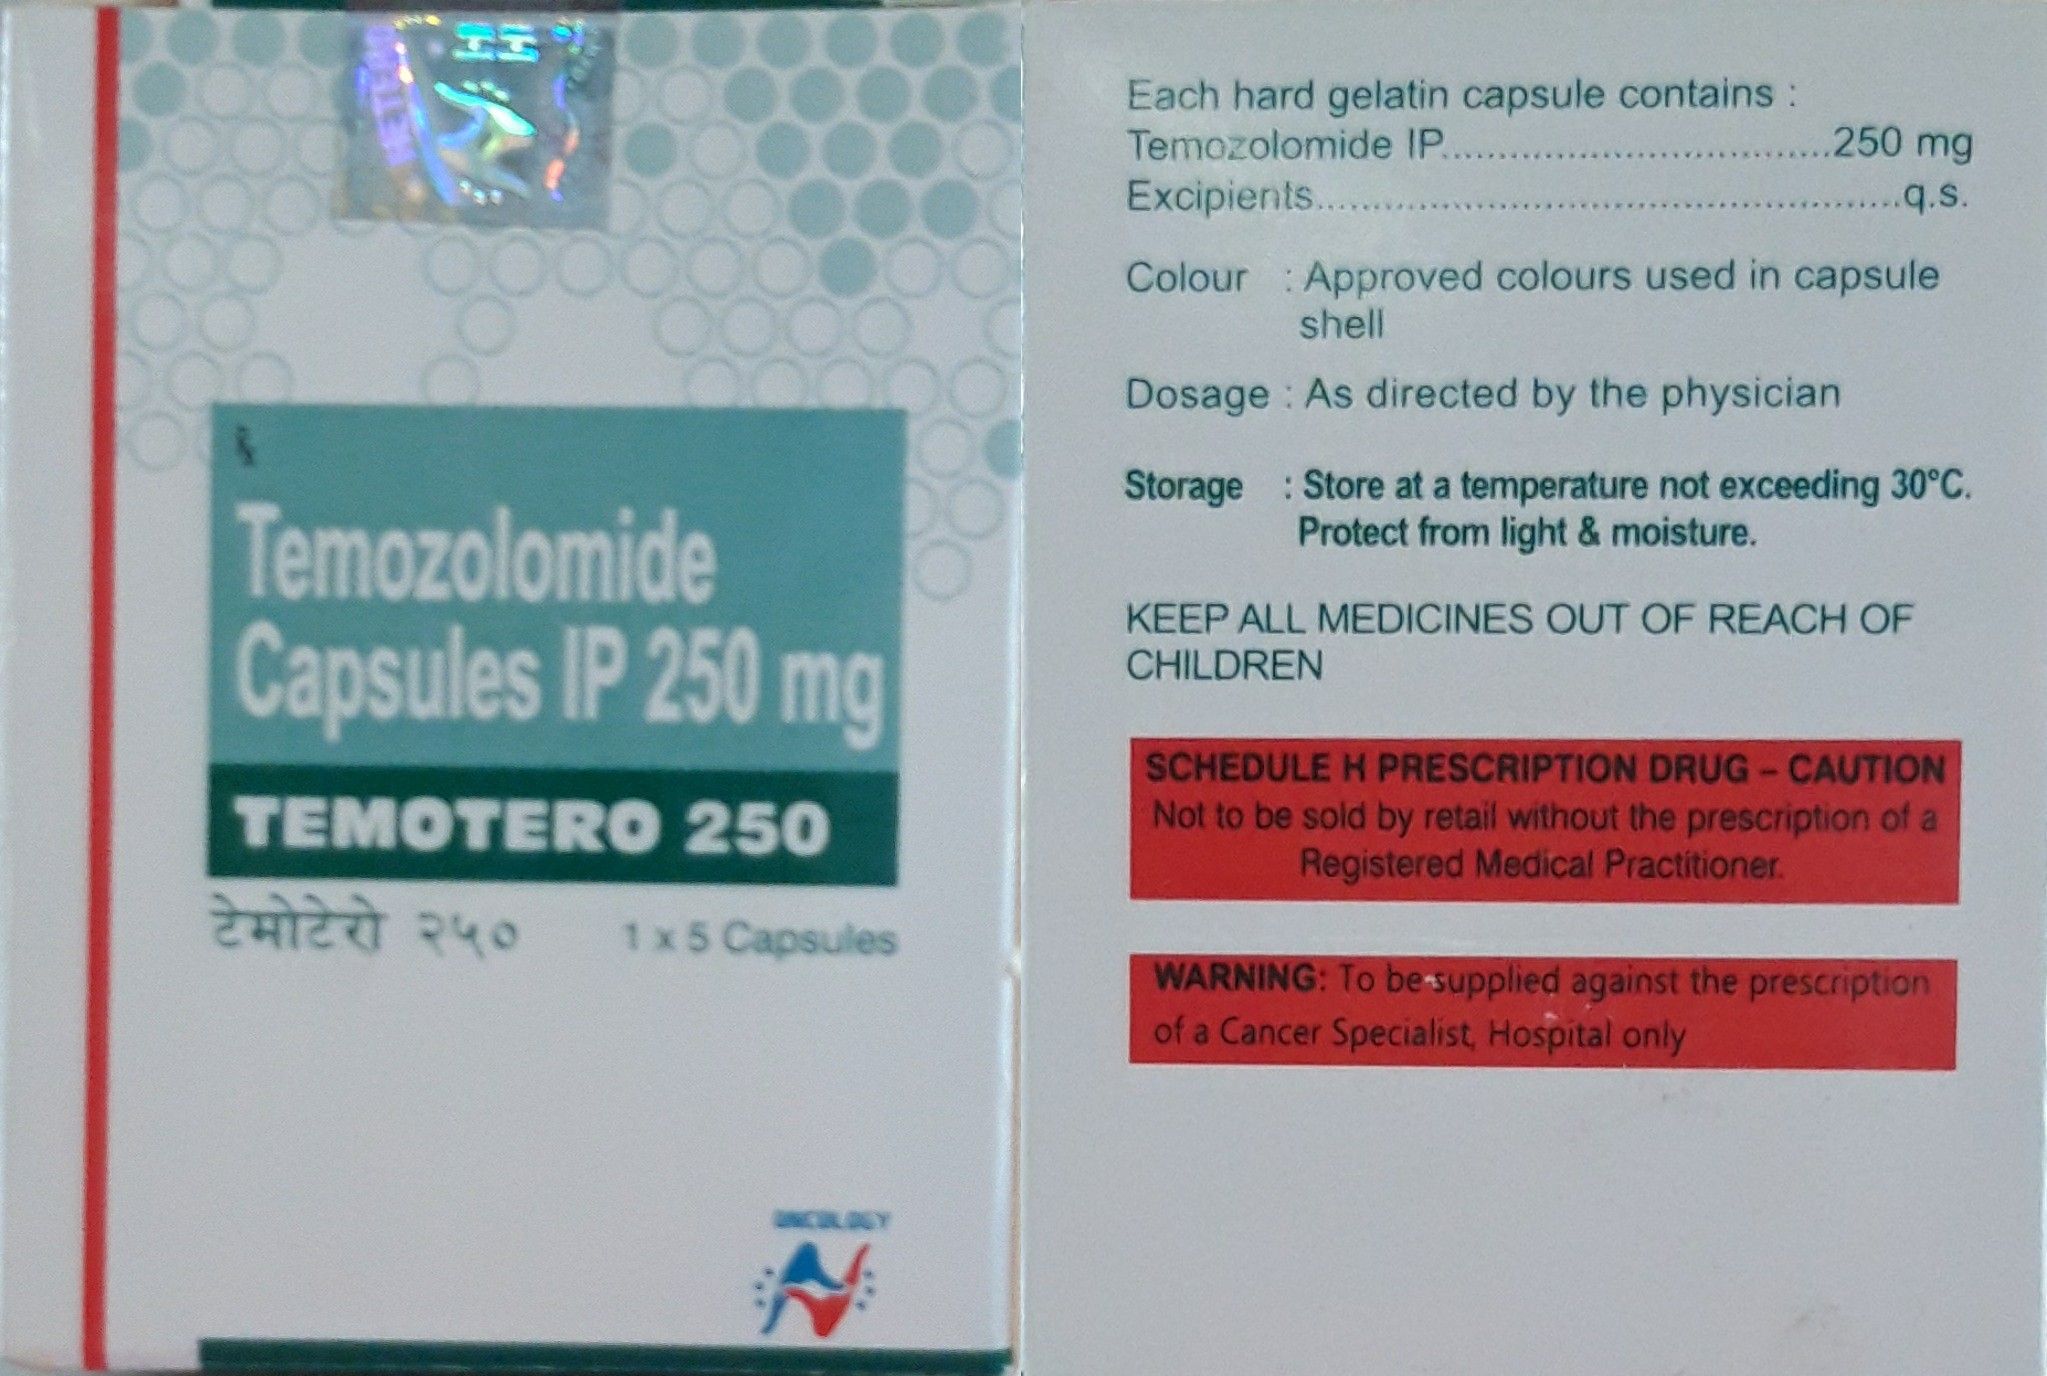 Temozolomide
Capsules IP 250 mg
TEMOTERO 250
टेमोटेरो २५०
1 x 5 Capsules
ONCOLOGY
Each hard gelatin capsule contains :
Temozolomide IP..................................250 mg
Excipients....................................................q.s.
Colour : Approved colours used in capsule
shell
Dosage : As directed by the physician
Storage : Store at a temperature not exceeding 30°C.
Protect from light & moisture.
KEEP ALL MEDICINES OUT OF REACH OF
CHILDREN
SCHEDULE H PRESCRIPTION DRUG – CAUTION
Not to be sold by retail without the prescription of a
Registered Medical Practitioner.
WARNING: To be supplied against the prescription
of a Cancer Specialist, Hospital only